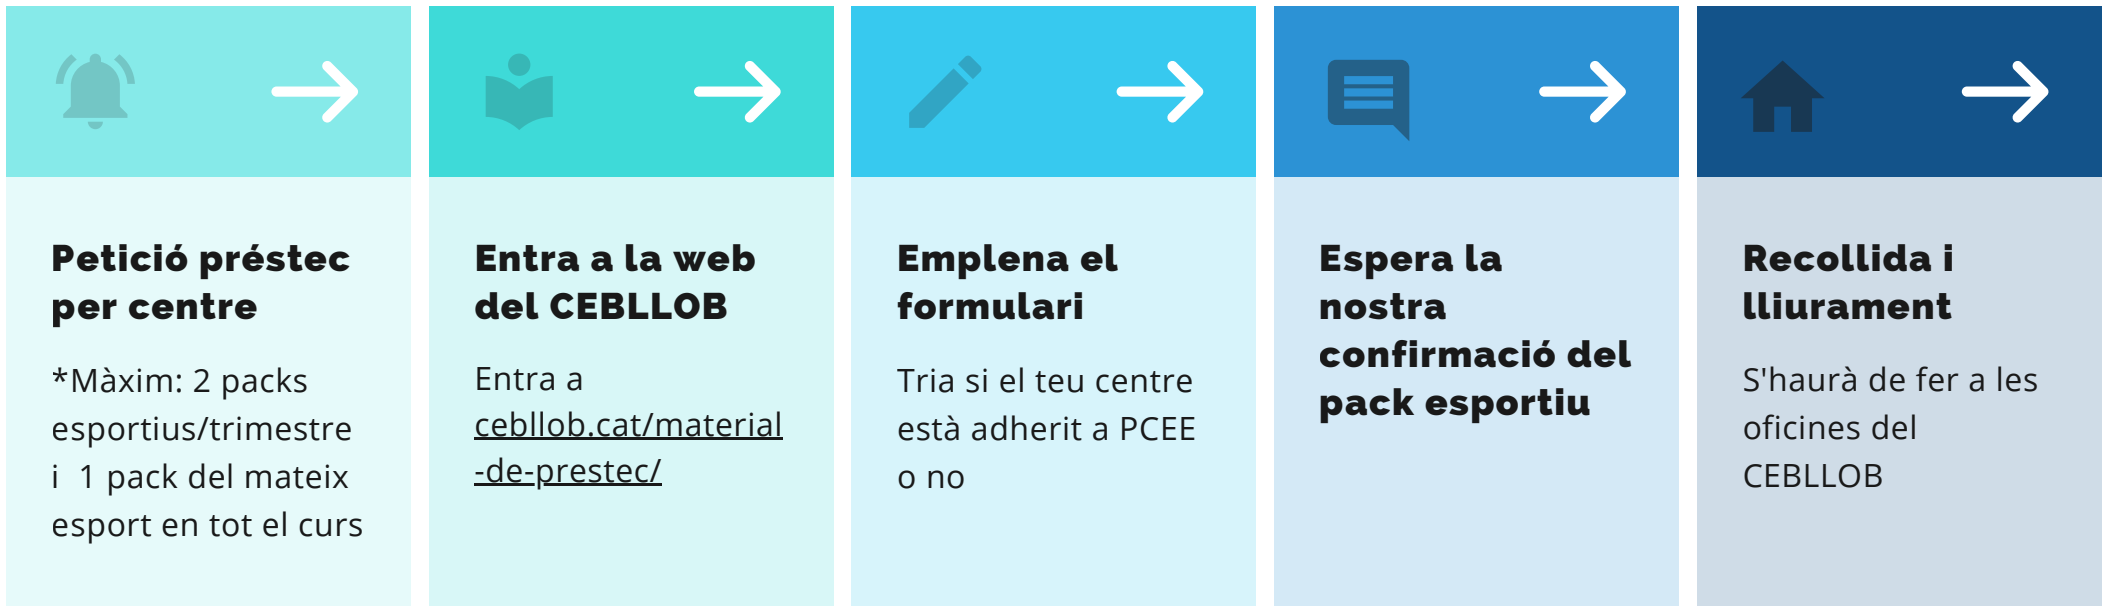 Petició préstec
per centre
*Màxim: 2 packs
esportius/trimestre
i  1 pack del mateix
esport en tot el curs
Entra a la web
del CEBLLOB
Entra a
cebllob.cat/material
-de-prestec/
Emplena el
formulari
Tria si el teu centre
està adherit a PCEE
o no
Espera la
nostra
confirmació del
pack esportiu
Recollida i
lliurament
S'haurà de fer a les
oficines del
CEBLLOB